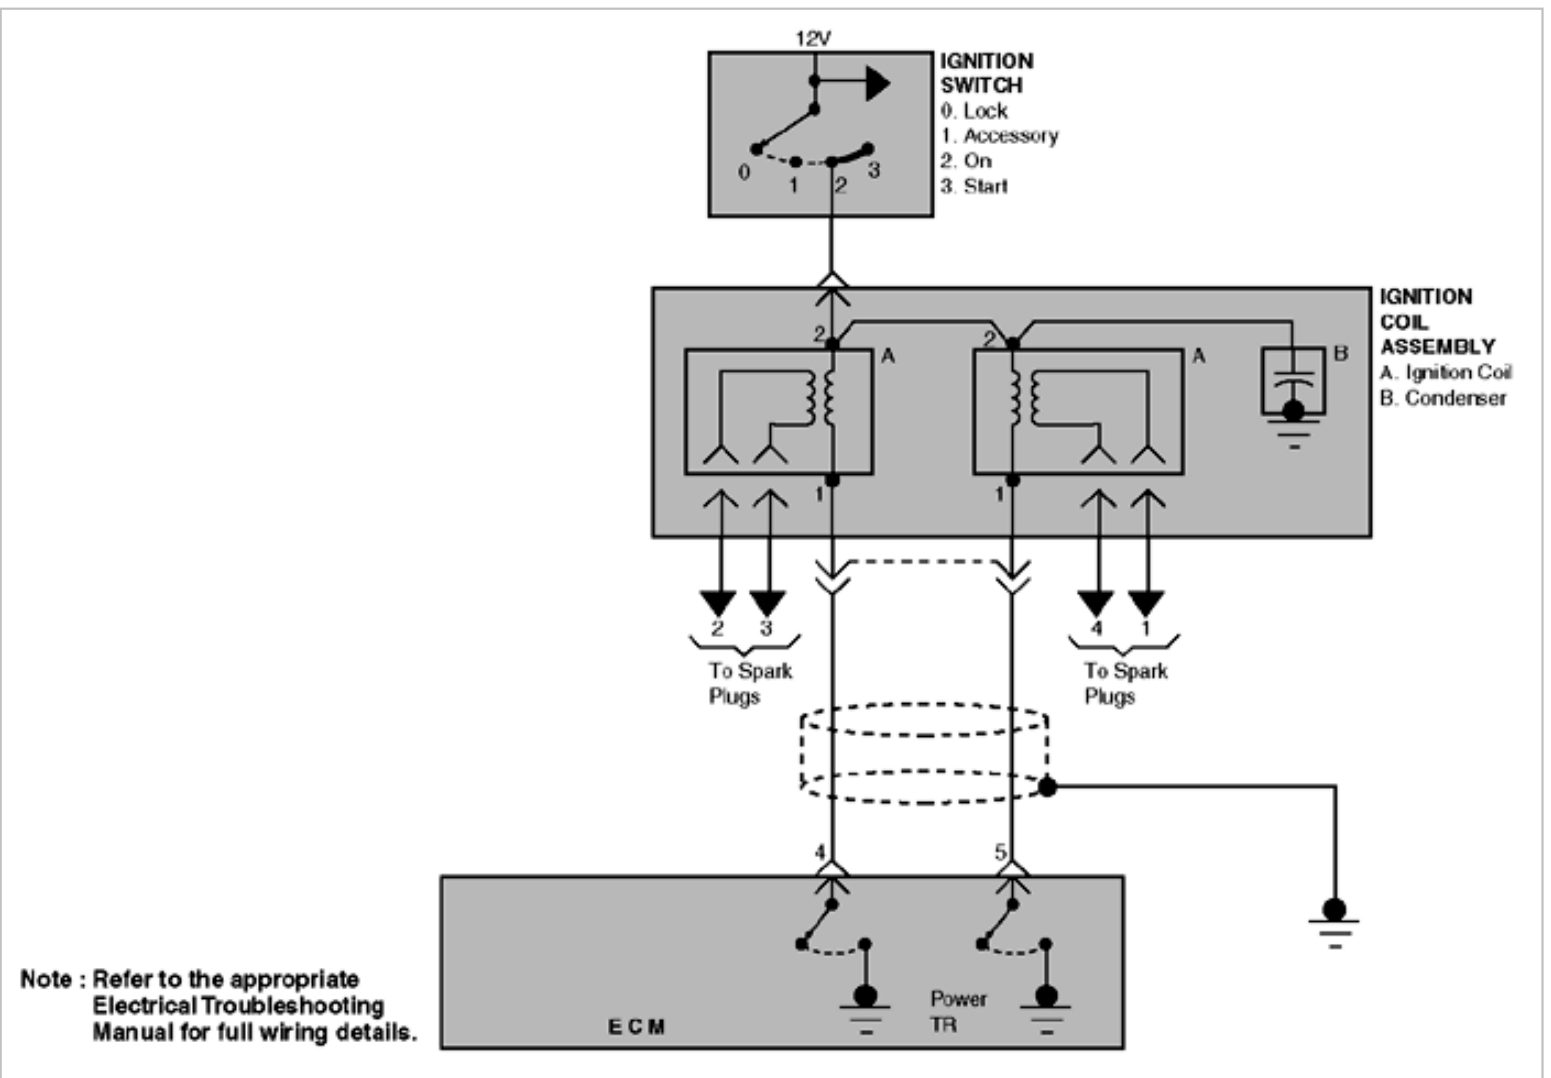 12V
IGNITION
SWITCH
0. Lock
1. Accessory
2. On
3. Start
0
1
2
3
IGNITION
COIL
ASSEMBLY
A. Ignition Coil
B. Condenser
2
A
2
A
B
1
1
2 3
To Spark
Plugs
4 1
To Spark
Plugs
4
5
Power
TR
ECM
Note : Refer to the appropriate
Electrical Troubleshooting
Manual for full wiring details.